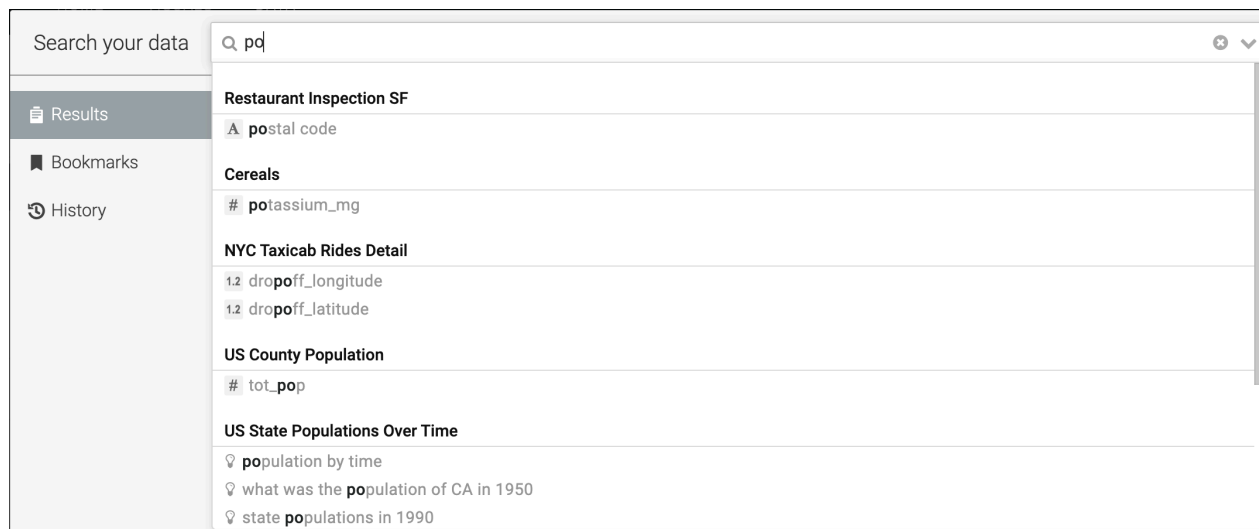 Search your data
po
Results
Bookmarks
History
Restaurant Inspection SF
A postal code
Cereals
# potassium_mg
NYC Taxicab Rides Detail
1.2 dropoff_longitude
1.2 dropoff_latitude
US County Population
# tot_pop
US State Populations Over Time
population by time
what was the population of CA in 1950
state populations in 1990